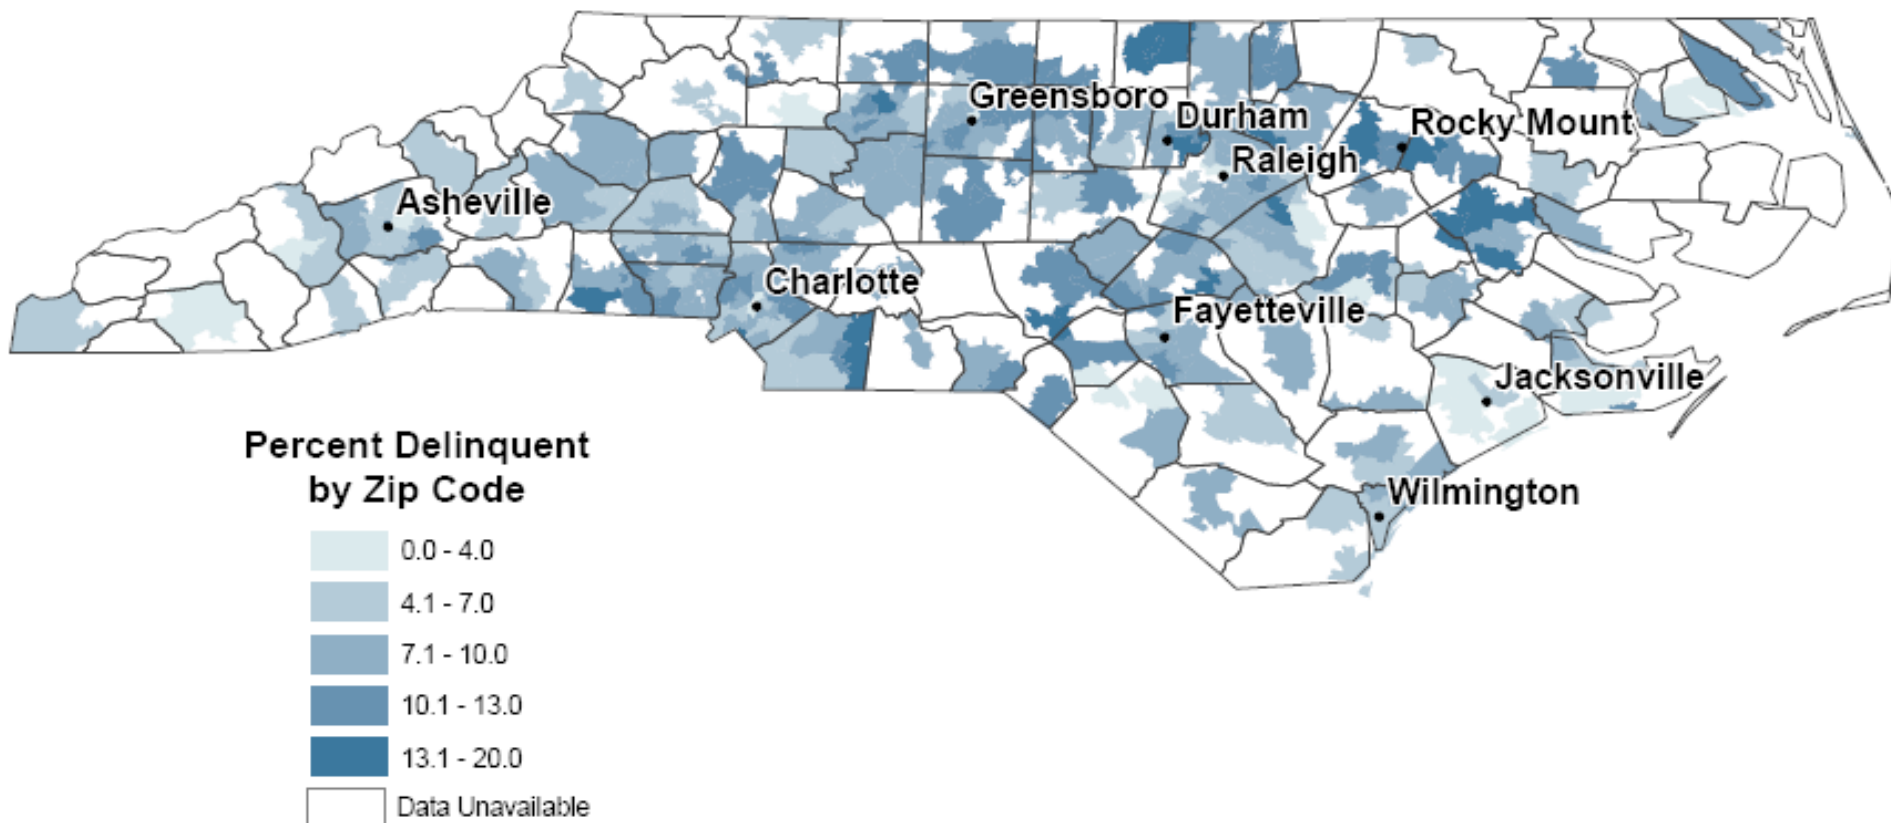 Greensboro
Durham
Rocky Mount
Raleigh
Asheville
Charlotte
Fayetteville
Jacksonville
Wilmington
Percent Delinquent
by Zip Code
0.0 - 4.0
4.1 - 7.0
7.1 - 10.0
10.1 - 13.0
13.1 - 20.0
Data Unavailable